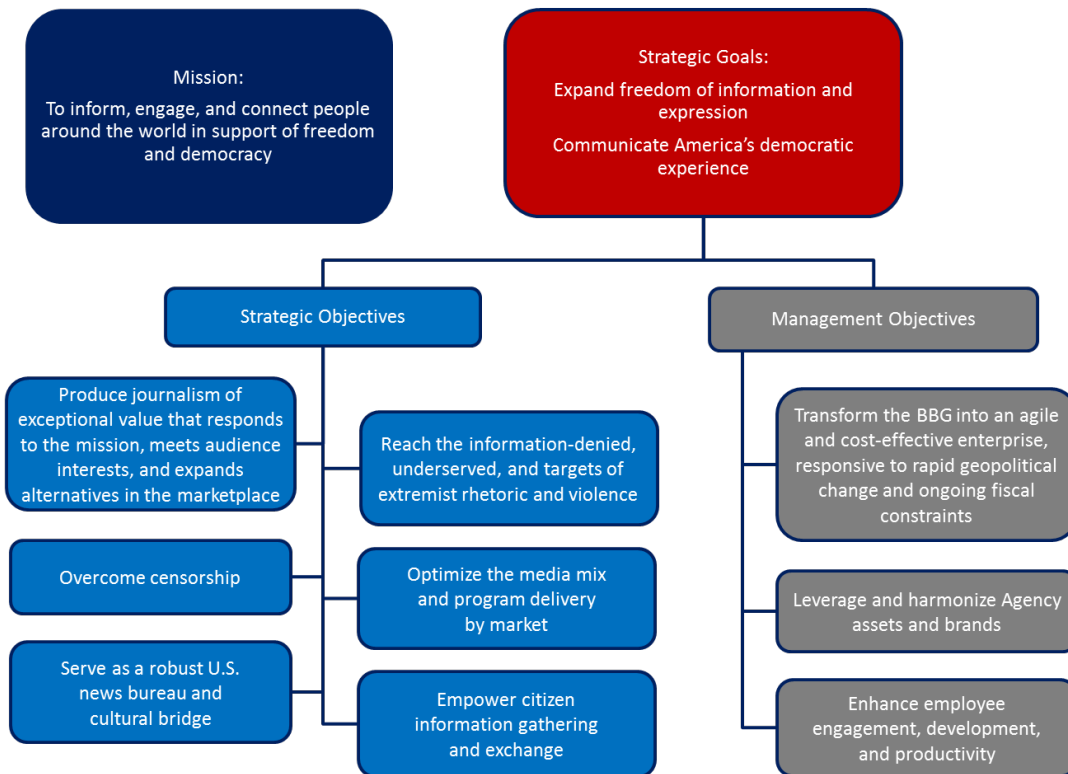 Mission:
To inform, engage, and connect people
around the world in support of freedom
and democracy
Strategic Goals:
Expand freedom of information and
expression
Communicate America’s democratic
experience
Strategic Objectives
Management Objectives
Produce journalism of
exceptional value that responds
to the mission, meets audience
interests, and expands
alternatives in the marketplace
Reach the information-denied,
underserved, and targets of
extremist rhetoric and violence
Transform the BBG into an agile
and cost-effective enterprise,
responsive to rapid geopolitical
change and ongoing fiscal
constraints
Overcome censorship
Optimize the media mix
and program delivery
by market
Leverage and harmonize Agency
assets and brands
Serve as a robust U.S.
news bureau and
cultural bridge
Empower citizen
information gathering
and exchange
Enhance employee
engagement, development,
and productivity